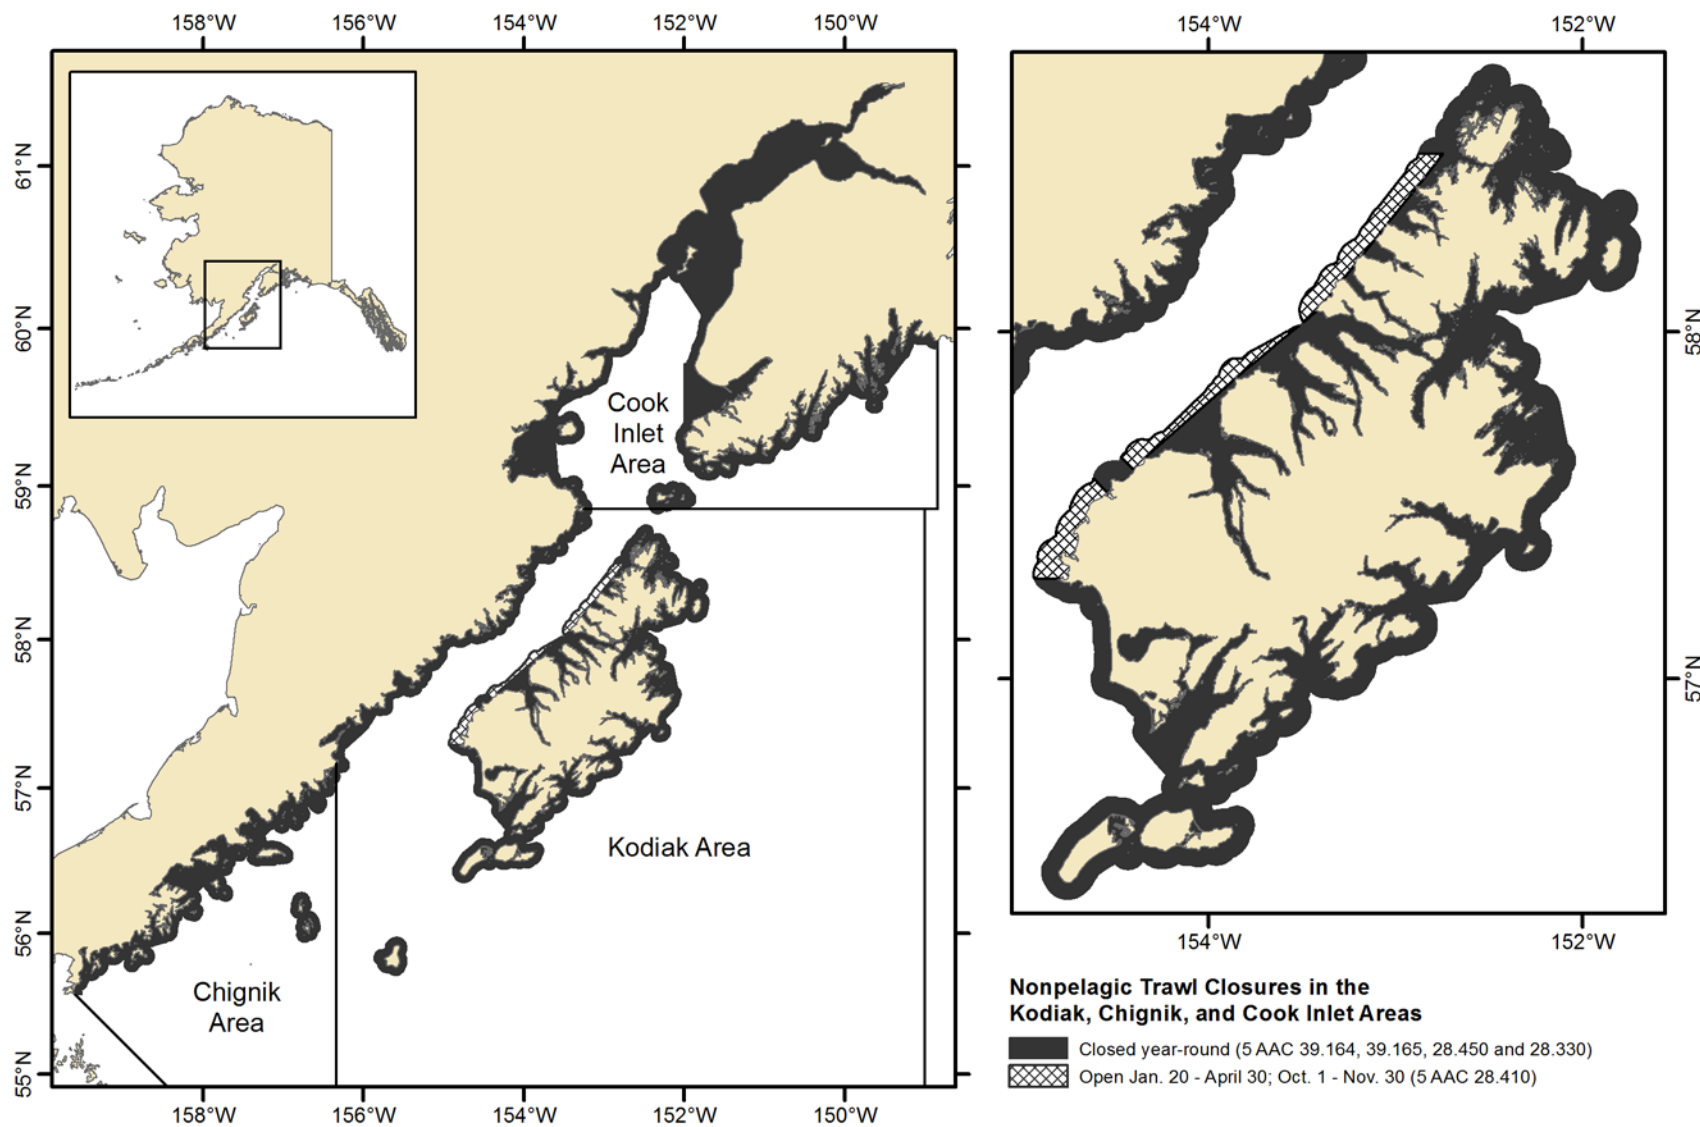 158°W 156°W 154°W 152°W 150°W
154°W 152°W
61°N
60°N
59°N
58°N
57°N
56°N
55°N
Cook
Inlet
Area
Kodiak Area
Chignik
Area
158°W 156°W 154°W 152°W 150°W
58°N
57°N
154°W 152°W
Nonpelagic Trawl Closures in the
Kodiak, Chignik, and Cook Inlet Areas
Closed year-round (5 AAC 39.164, 39.165, 28.450 and 28.330)
Open Jan. 20 - April 30; Oct. 1 - Nov. 30 (5 AAC 28.410)